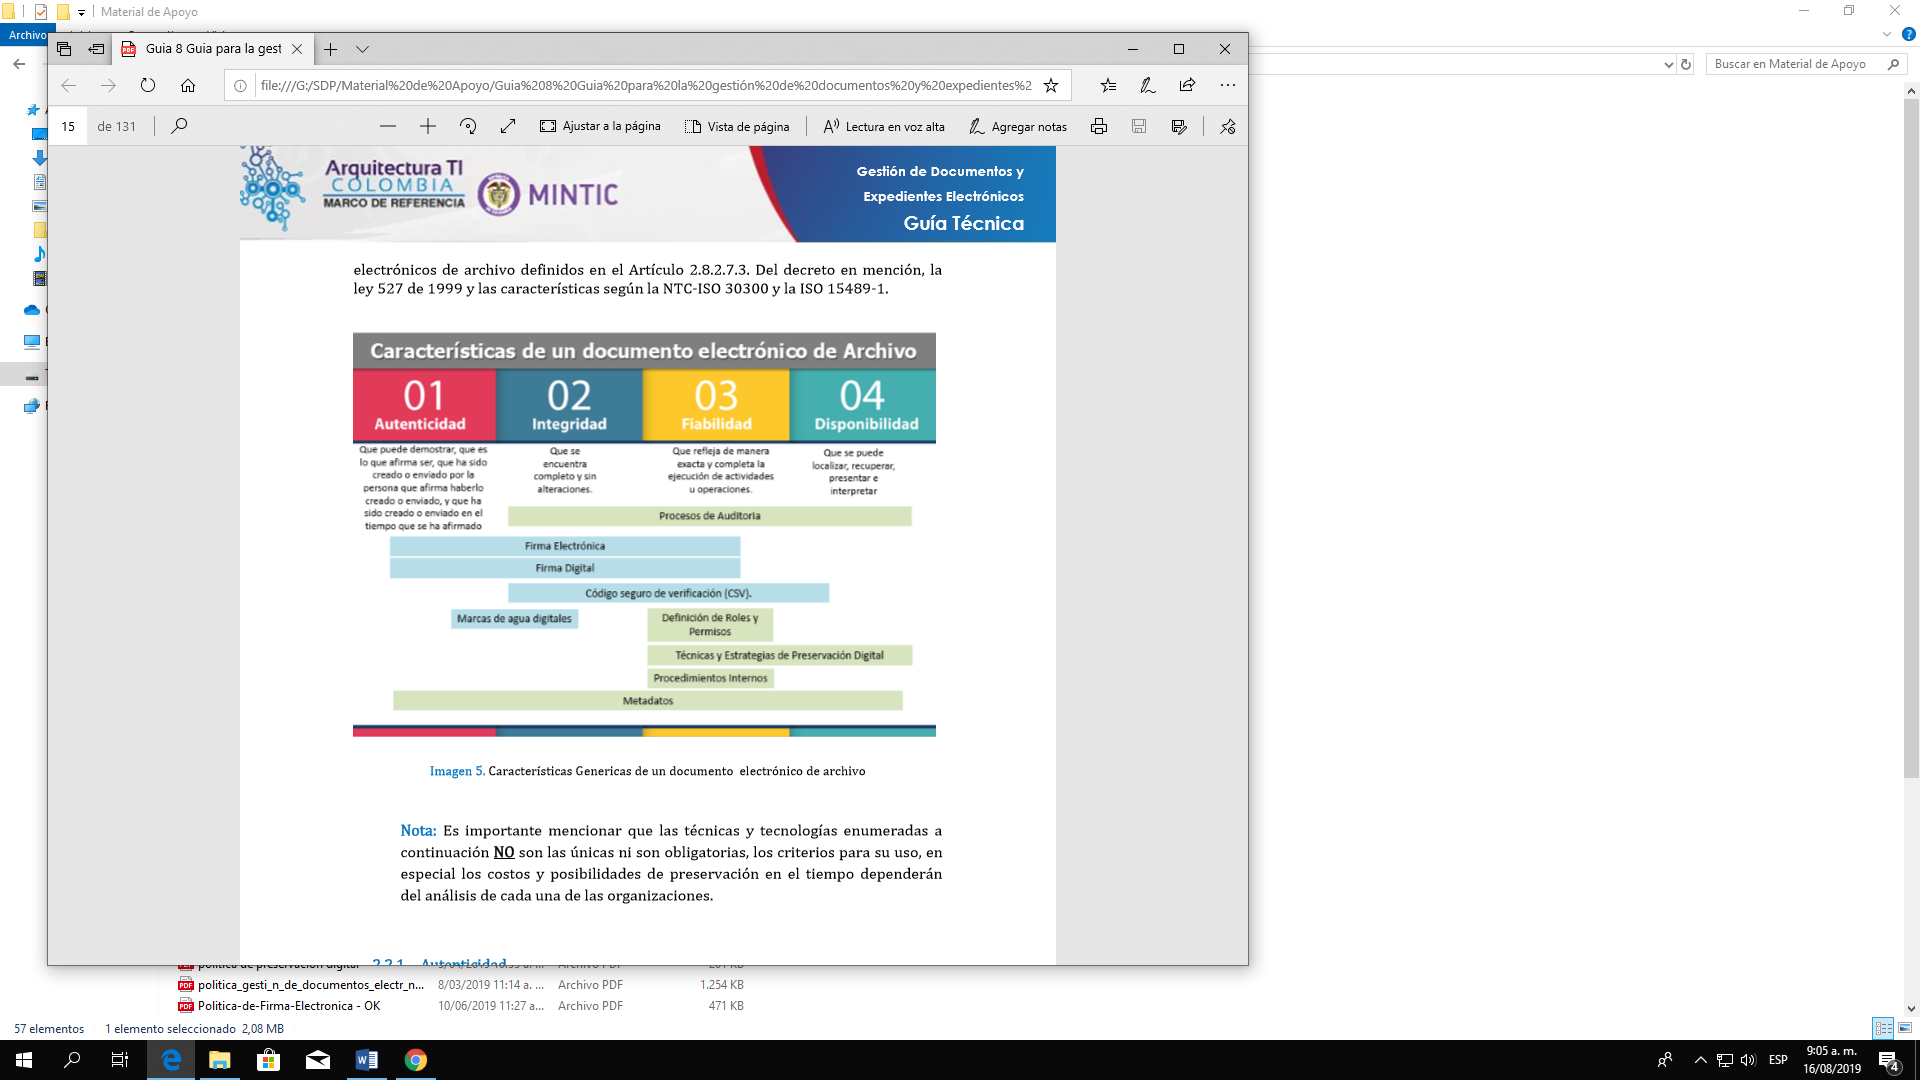 Material de Apoyo
Archivo
Guia 8 Guia para la gest
file:///G:/SDP/Material%20de%20Apoyo/Guia%208%20Guia%20para%20la%20gestión%20de%20documentos%20y%20expedientes%2
Buscar en Material de Apoyo
15 de 131
Ajustar a la página
Vista de página
Lectura en voz alta
Agregar notas
Arquitectura TI
COLOMBIA
MARCO DE REFERENCIA
MINTIC
Gestión de Documentos y
Expedientes Electrónicos
Guía Técnica
electrónicos de archivo definidos en el Artículo 2.8.2.7.3. Del decreto en mención, la
ley 527 de 1999 y las características según la NTC-ISO 30300 y la ISO 15489-1.
Características de un documento electrónico de Archivo
01
Autenticidad
02
Integridad
03
Fiabilidad
04
Disponibilidad
Que puede demostrar, que es
lo que afirma ser, que ha sido
creado o enviado por la
persona que afirma haberlo
creado o enviado, y que ha
sido creado o enviado en el
tiempo que se ha afirmado
Que se
encuentra
completo y sin
alteraciones.
Que refleja de manera
exacta y completa la
ejecución de actividades
u operaciones.
Que se puede
localizar, recuperar,
presentar e
interpretar
Procesos de Auditoria
Firma Electrónica
Firma Digital
Código seguro de verificación (CSV).
Marcas de agua digitales
Definición de Roles y
Permisos
Técnicas y Estrategias de Preservación Digital
Procedimientos Internos
Metadatos
Imagen 5. Características Genericas de un documento electrónico de archivo
Nota: Es importante mencionar que las técnicas y tecnologías enumeradas a
continuación NO son las únicas ni son obligatorias, los criterios para su uso, en
especial los costos y posibilidades de preservación en el tiempo dependerán
del análisis de cada una de las organizaciones.
2.2.1 Autenticidad
politica de preservacion digital Archivo PDF
politica_gesti_n_de_documentos_electr_n... 8/03/2019 11:14 a. ... Archivo PDF 1.254 KB
Politica-de-Firma-Electronica - OK 10/06/2019 11:27 a... Archivo PDF 471 KB
57 elementos 1 elemento seleccionado 2,08 MB
ESP
9:05 a. m.
16/08/2019
4